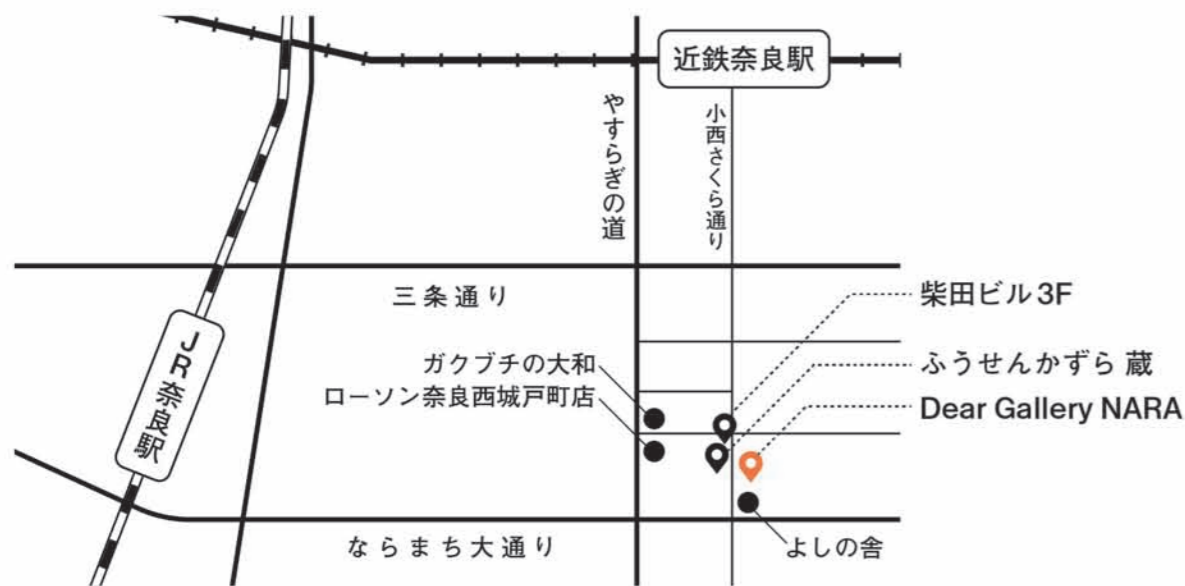 近鉄奈良駅
やすらぎの道
小西さくら通り
三条通り
柴田ビル3F
JR奈良駅
ガクブチの大和
ふうせんかずら 蔵
ローソン奈良西城戸町店
Dear Gallery NARA
ならまち大通り
よしの舎